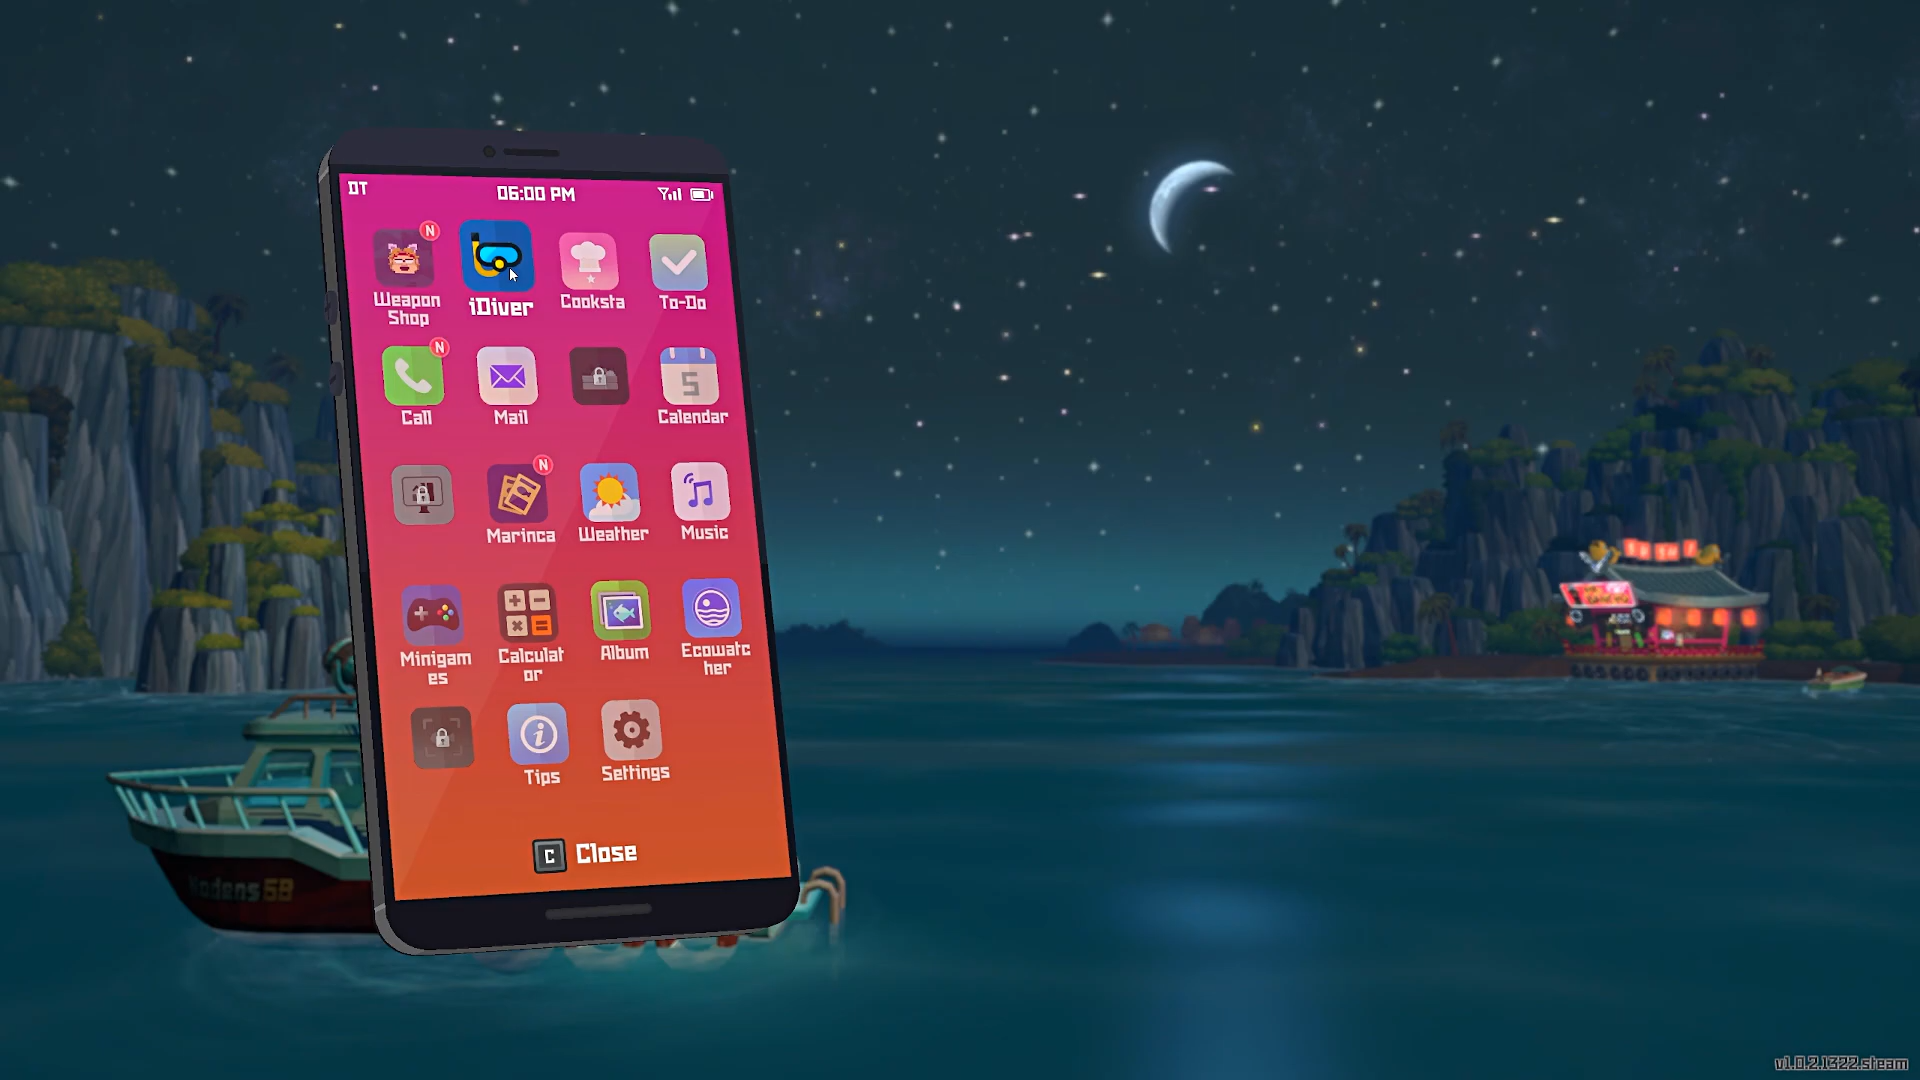 DT
06:00 PM
N
Weapon
Shop
iDiver
Cooksta
To-Do
N
Call
Mail
5
Calendar
N
Marinca
Weather
Music
Minigam
es
Calculat
or
Album
Ecowatc
her
Tips
Settings
C Close
Nodens58
v1.0.2.1322.steam